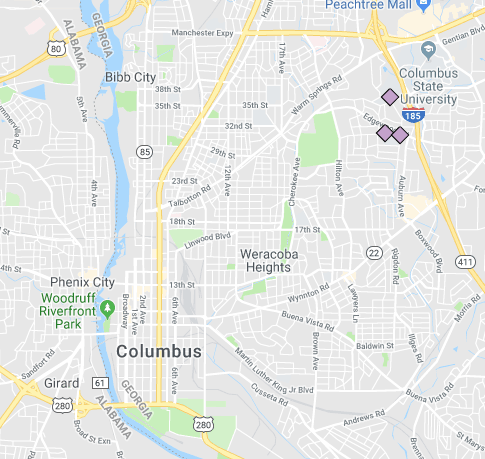 Peachtree Mall
Gentian Blvd
Manchester Expy
Ham
17th Ave
ALABAMA
GEORGIA
80
Bibb City
Columbus
State
University
38th St
35th St
35th St
Warm Springs Rd
185
Edgew
5th Ave
32nd St
29th St
85
12th Ave
23rd St
Talbotton Rd
Cherokee Ave
Hilton Ave
Auburn Ave
4th Ave
18th St
17th St
Linwood Blvd
Weracoba
Heights
22
Boxwood Blvd
Rigdon Rd
411
4th St
Phenix City
13th St
Wynnton Rd
Lawyers Ln
Morris Rd
Woodruff
Riverfront
Park
Broadway
1st Ave
2nd Ave
6th Ave
Buena Vista Rd
Brown Ave
Baldwin St
Illges Rd
Columbus
Sandfort Rd
Martin Luther King Jr Blvd
Cusseta Rd
Buena Vista Rd
Girard
61
6th Ave
280
GEORGIA
ALABAMA
280
Andrews Rd
Broad St Exn
St Marys